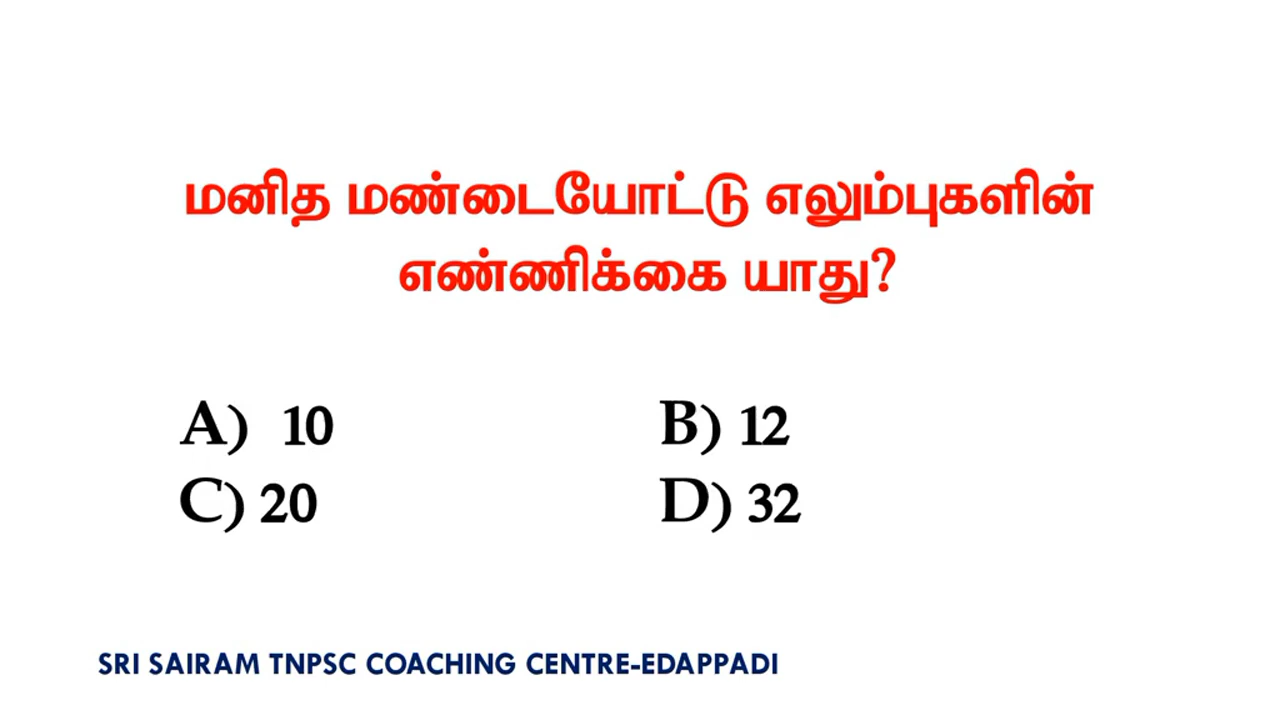 மனித மண்டையோட்டு எலும்புகளின்
எண்ணிக்கை யாது?
A) 10 B) 12
C) 20 D) 32
SRI SAIRAM TNPSC COACHING CENTRE-EDAPPADI